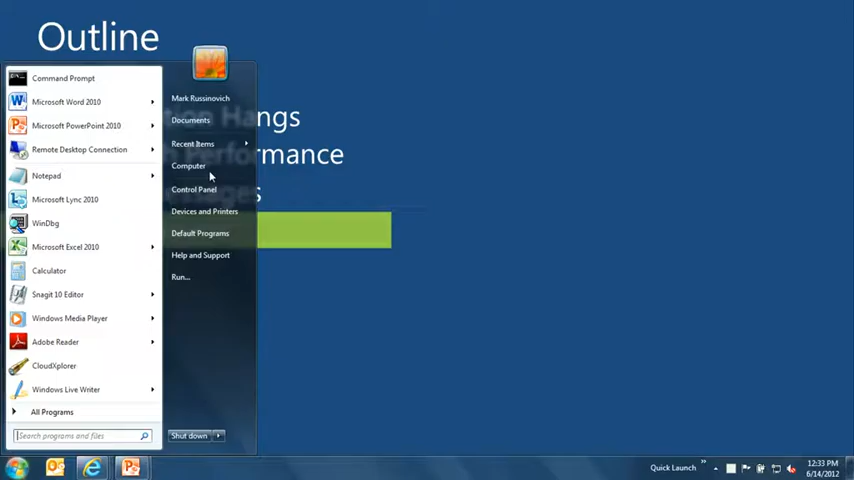 Outline
Command Prompt
Microsoft Word 2010
Microsoft PowerPoint 2010
Remote Desktop Connection
Notepad
Microsoft Lync 2010
WinDbg
Microsoft Excel 2010
Calculator
Snagit 10 Editor
Windows Media Player
Adobe Reader
CloudXplorer
Windows Live Writer
All Programs
Search programs and files
Mark Russinovich
Documents
Recent Items
Computer
Control Panel
Devices and Printers
Default Programs
Help and Support
Run...
Shut down
Hangs
Quick Launch
12:33 PM
6/14/2012